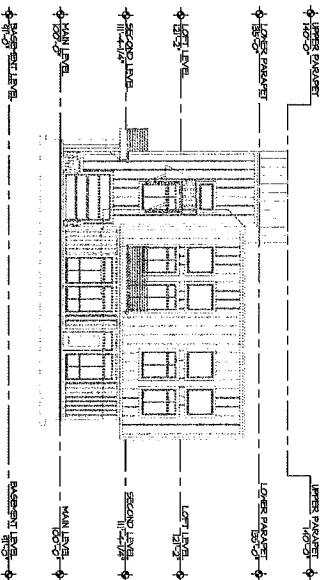 UPPER PARAPET
140'-0"
LOWER PARAPET
135'-0"
LOFT LEVEL
121'-2"
SECOND LEVEL
111'-4 1/4"
MAIN LEVEL
100'-0"
BASEMENT LEVEL
91'-0"
UPPER PARAPET
140'-0"
LOWER PARAPET
135'-0"
LOFT LEVEL
121'-2"
SECOND LEVEL
111'-4 1/4"
MAIN LEVEL
100'-0"
BASEMENT LEVEL
91'-0"